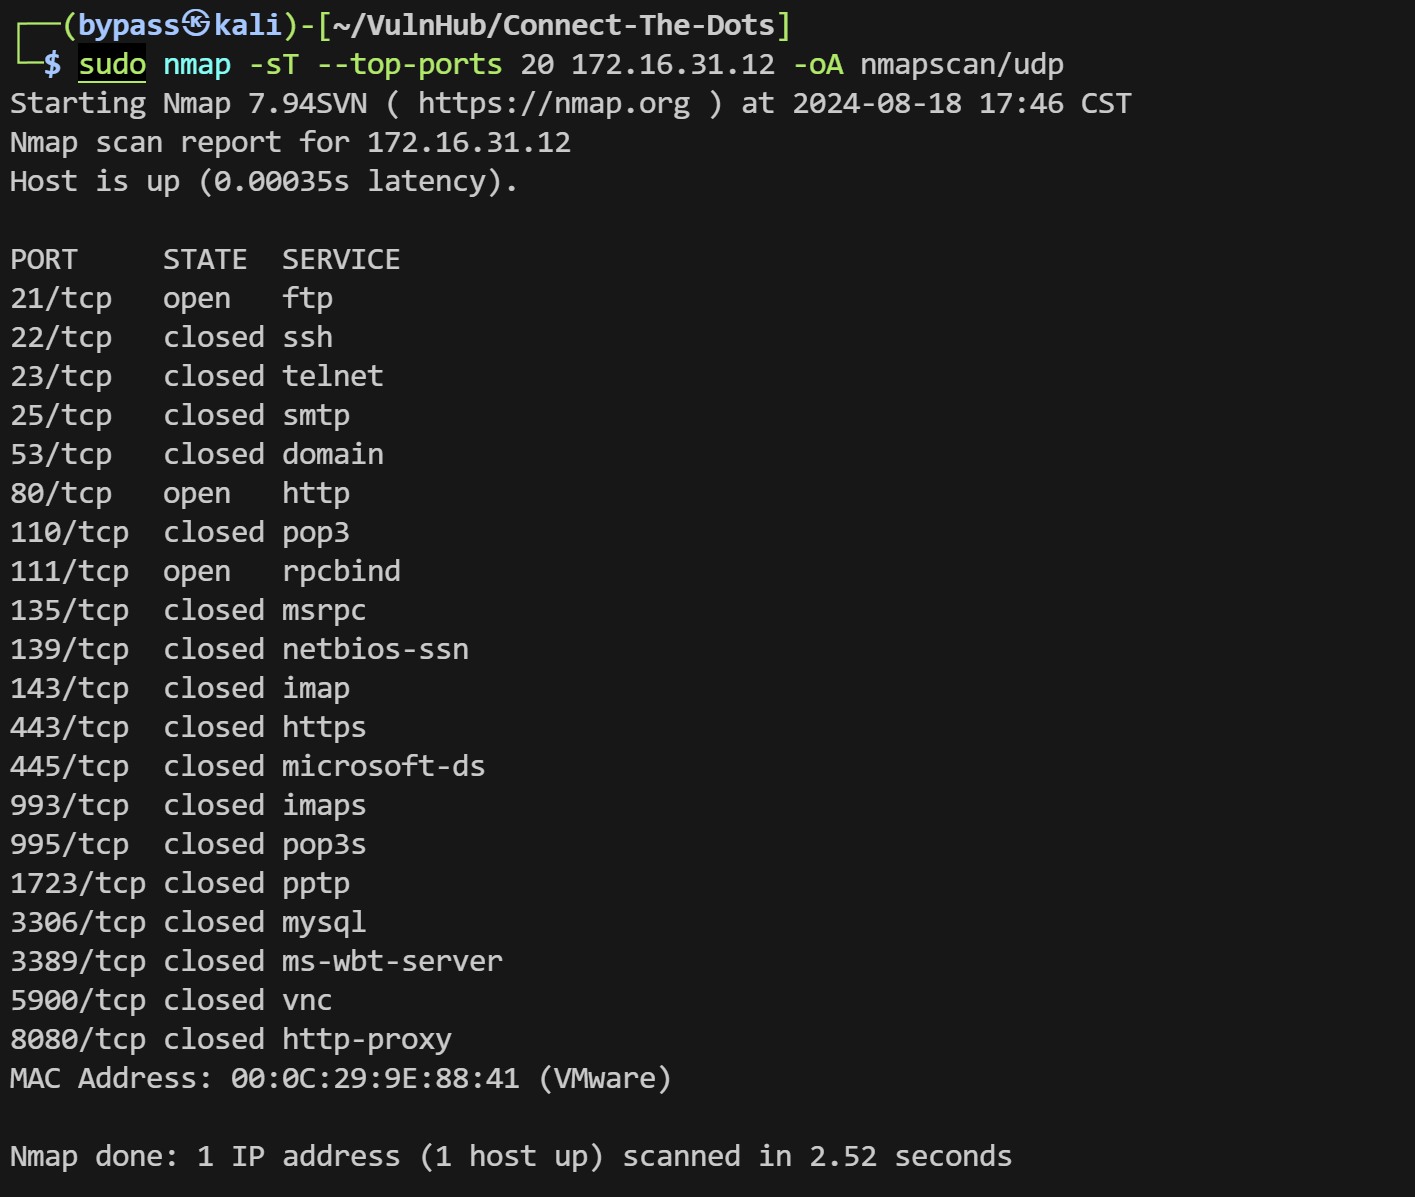 ┌──(bypass㉿kali)-[~/VulnHub/Connect-The-Dots]
└─$ sudo nmap -sT --top-ports 20 172.16.31.12 -oA nmapscan/udp
Starting Nmap 7.94SVN ( https://nmap.org ) at 2024-08-18 17:46 CST
Nmap scan report for 172.16.31.12
Host is up (0.00035s latency).

PORT     STATE  SERVICE
21/tcp   open   ftp
22/tcp   closed ssh
23/tcp   closed telnet
25/tcp   closed smtp
53/tcp   closed domain
80/tcp   open   http
110/tcp  closed pop3
111/tcp  open   rpcbind
135/tcp  closed msrpc
139/tcp  closed netbios-ssn
143/tcp  closed imap
443/tcp  closed https
445/tcp  closed microsoft-ds
993/tcp  closed imaps
995/tcp  closed pop3s
1723/tcp closed pptp
3306/tcp closed mysql
3389/tcp closed ms-wbt-server
5900/tcp closed vnc
8080/tcp closed http-proxy
MAC Address: 00:0C:29:9E:88:41 (VMware)

Nmap done: 1 IP address (1 host up) scanned in 2.52 seconds